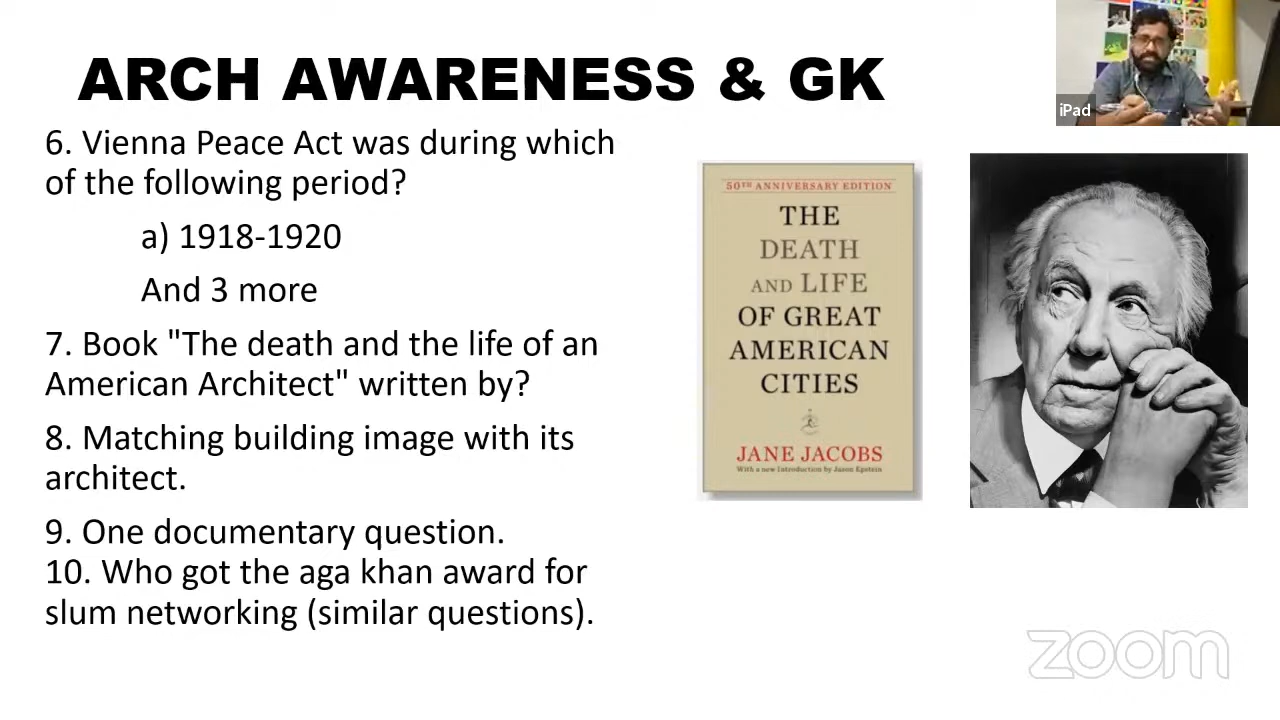 ARCH AWARENESS & GK
6. Vienna Peace Act was during which
of the following period?
a) 1918-1920
And 3 more
7. Book "The death and the life of an
American Architect" written by?
8. Matching building image with its
architect.
9. One documentary question.
10. Who got the aga khan award for
slum networking (similar questions).
50TH ANNIVERSARY EDITION
THE
DEATH
AND LIFE
OF GREAT
AMERICAN
CITIES
JANE JACOBS
With a new Introduction by Jason Epstein
iPad
zoom